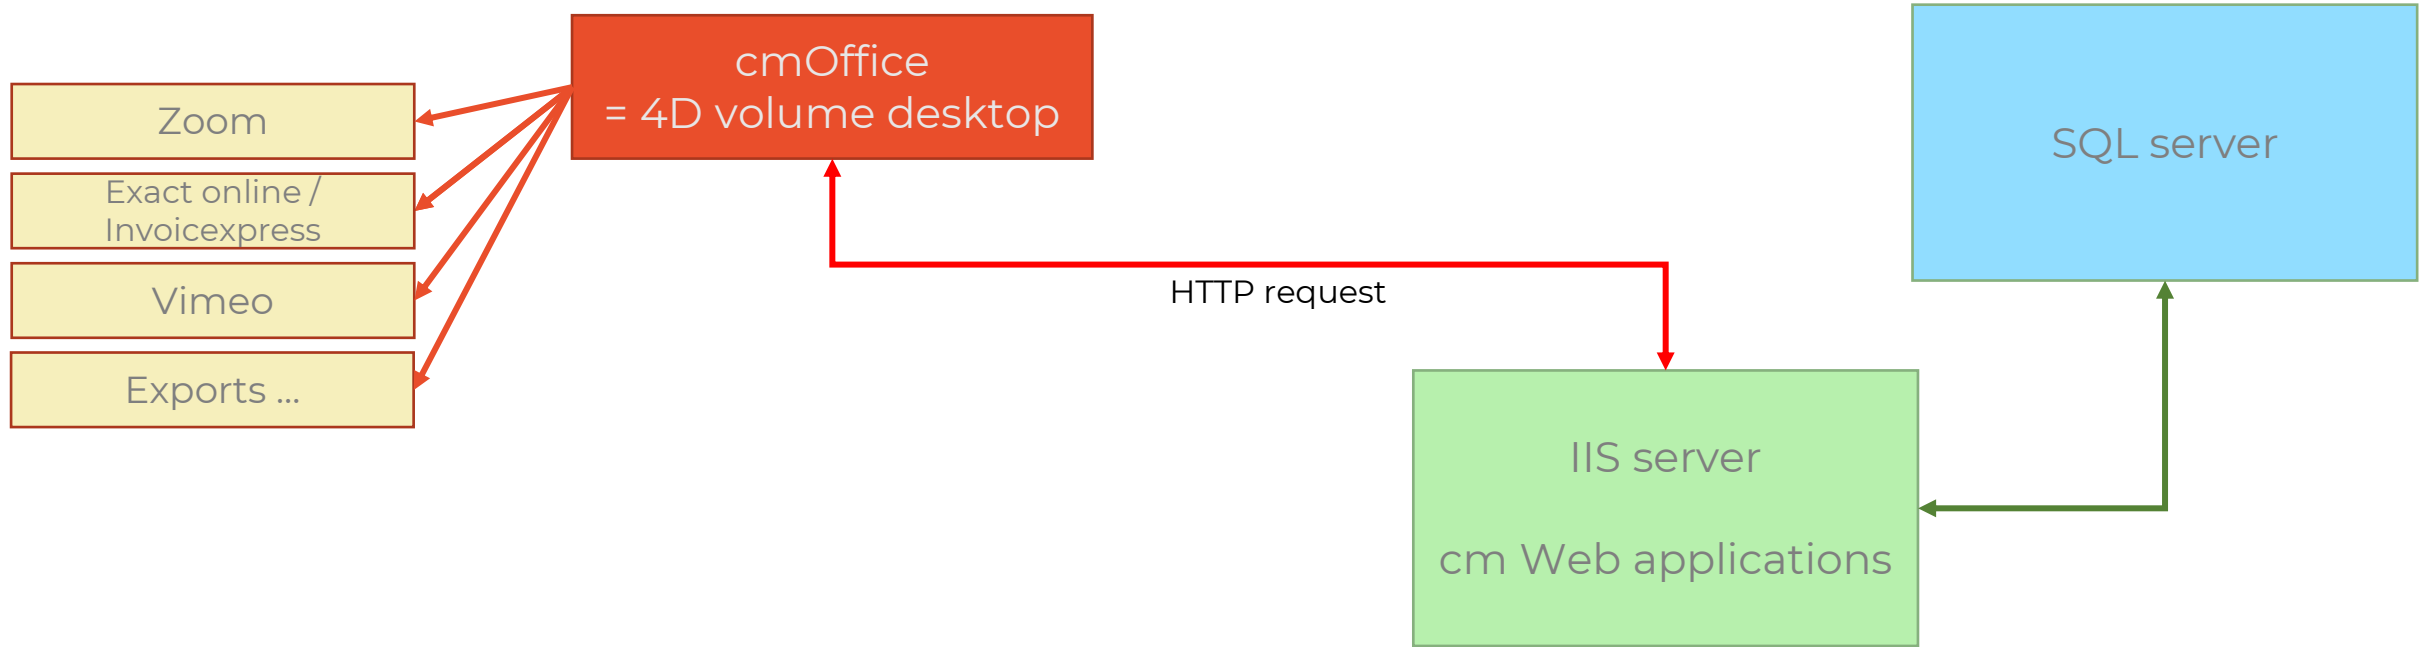 cmOffice
= 4D volume desktop
Zoom
Exact online /
Invoicexpress
Vimeo
Exports ...
SQL server
HTTP request
IIS server
cm Web applications